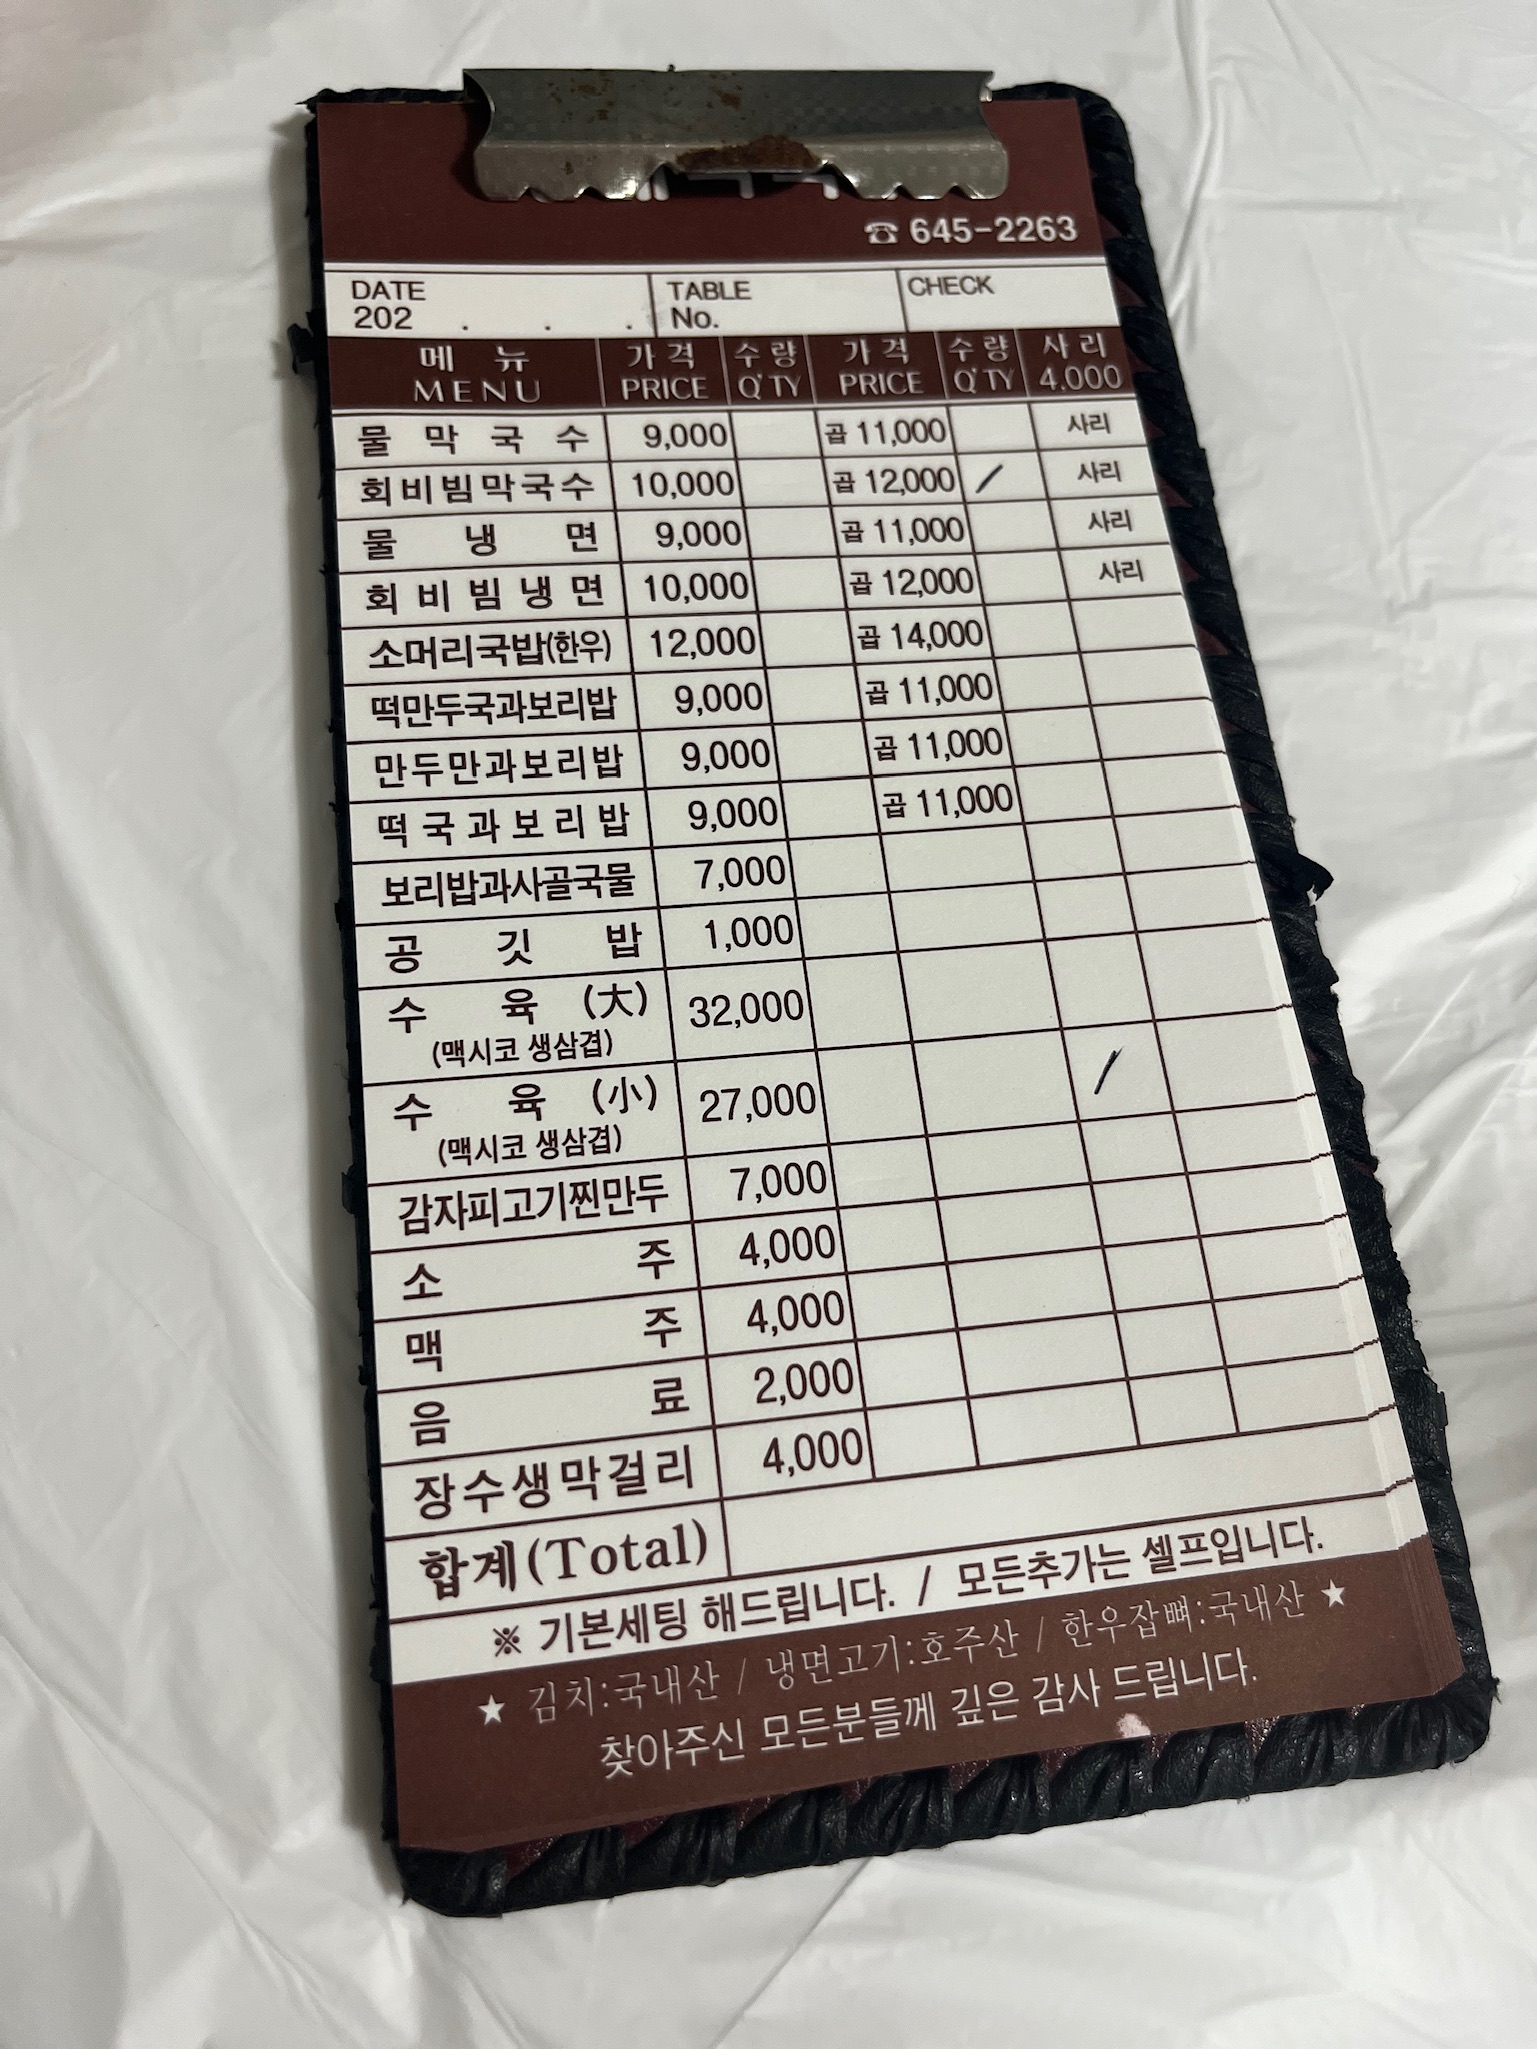 ☎ 645-2263
DATE TABLE CHECK
202 . . . No.
메 뉴 가 격 수 량 가 격 수 량 사 리
MENU PRICE Q'TY PRICE Q'TY 4,000
물 막 국 수 9,000 곱 11,000 사리
회비빔막국수 10,000 곱 12,000 / 사리
물 냉 면 9,000 곱 11,000 사리
회 비 빔 냉 면 10,000 곱 12,000 사리
소머리국밥(한우) 12,000 곱 14,000
떡만두국과보리밥 9,000 곱 11,000
만두만과보리밥 9,000 곱 11,000
떡국과보리밥 9,000 곱 11,000
보리밥과사골국물 7,000
공 깃 밥 1,000
수 육 (大) 32,000
(맥시코 생삼겹)
수 육 (小) 27,000 /
(맥시코 생삼겹)
감자피고기찐만두 7,000
소 주 4,000
맥 주 4,000
음 료 2,000
장수생막걸리 4,000
합계(Total)
※ 기본세팅 해드립니다. / 모든추가는 셀프입니다.
★ 김치:국내산 / 냉면고기:호주산 / 한우잡뼈:국내산 ★
찾아주신 모든분들께 깊은 감사 드립니다.